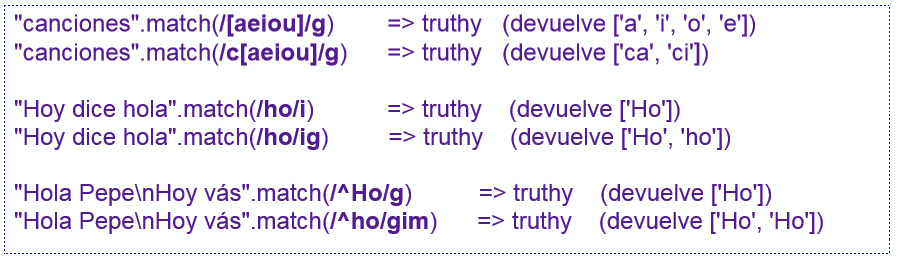 "canciones".match(/[aeiou]/g) => truthy (devuelve ['a', 'i', 'o', 'e'])
"canciones".match(/c[aeiou]/g) => truthy (devuelve ['ca', 'ci'])
"Hoy dice hola".match(/ho/i) => truthy (devuelve ['Ho'])
"Hoy dice hola".match(/ho/ig) => truthy (devuelve ['Ho', 'ho'])
"Hola Pepe\nHoy vás".match(/^Ho/g) => truthy (devuelve ['Ho'])
"Hola Pepe\nHoy vás".match(/^ho/gim) => truthy (devuelve ['Ho', 'Ho'])